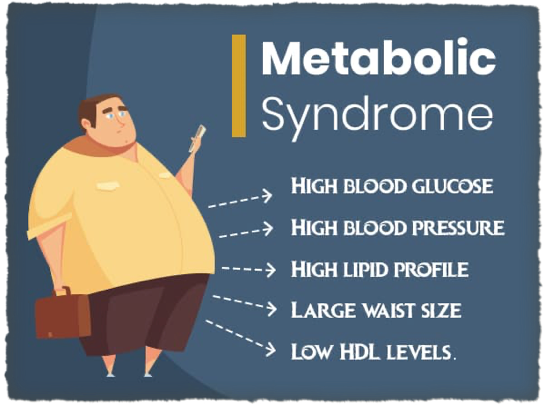 Metabolic
Syndrome
High blood glucose
High blood pressure
High lipid profile
Large waist size
Low HDL levels.